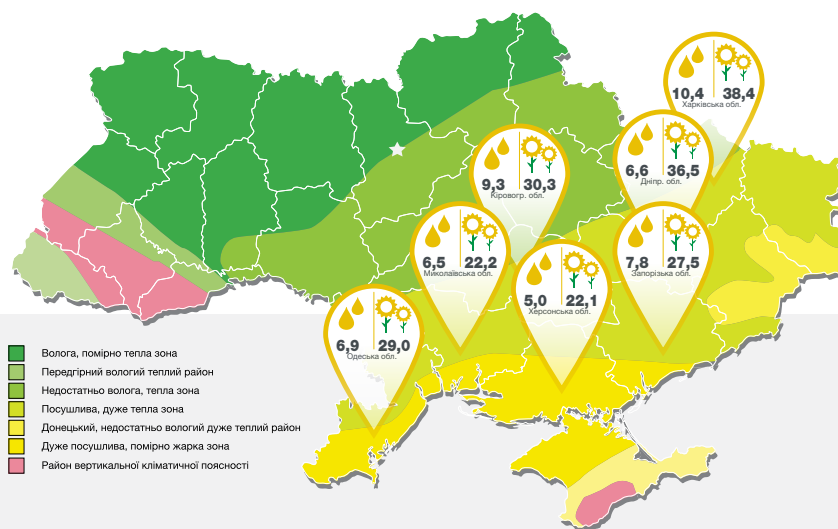 10,4 38,4
Харківська обл.
6,6 36,5
Дніпр. обл.
9,3 30,3
Кіровогр. обл.
6,5 22,2
Миколаївська обл.
7,8 27,5
Запорізька обл.
5,0 22,1
Херсонська обл.
6,9 29,0
Одеська обл.
Волога, помірно тепла зона
Передгірний вологий теплий район
Недостатньо волога, тепла зона
Посушлива, дуже тепла зона
Донецький, недостатньо вологий дуже теплий район
Дуже посушлива, помірно жарка зона
Район вертикальної кліматичної поясності